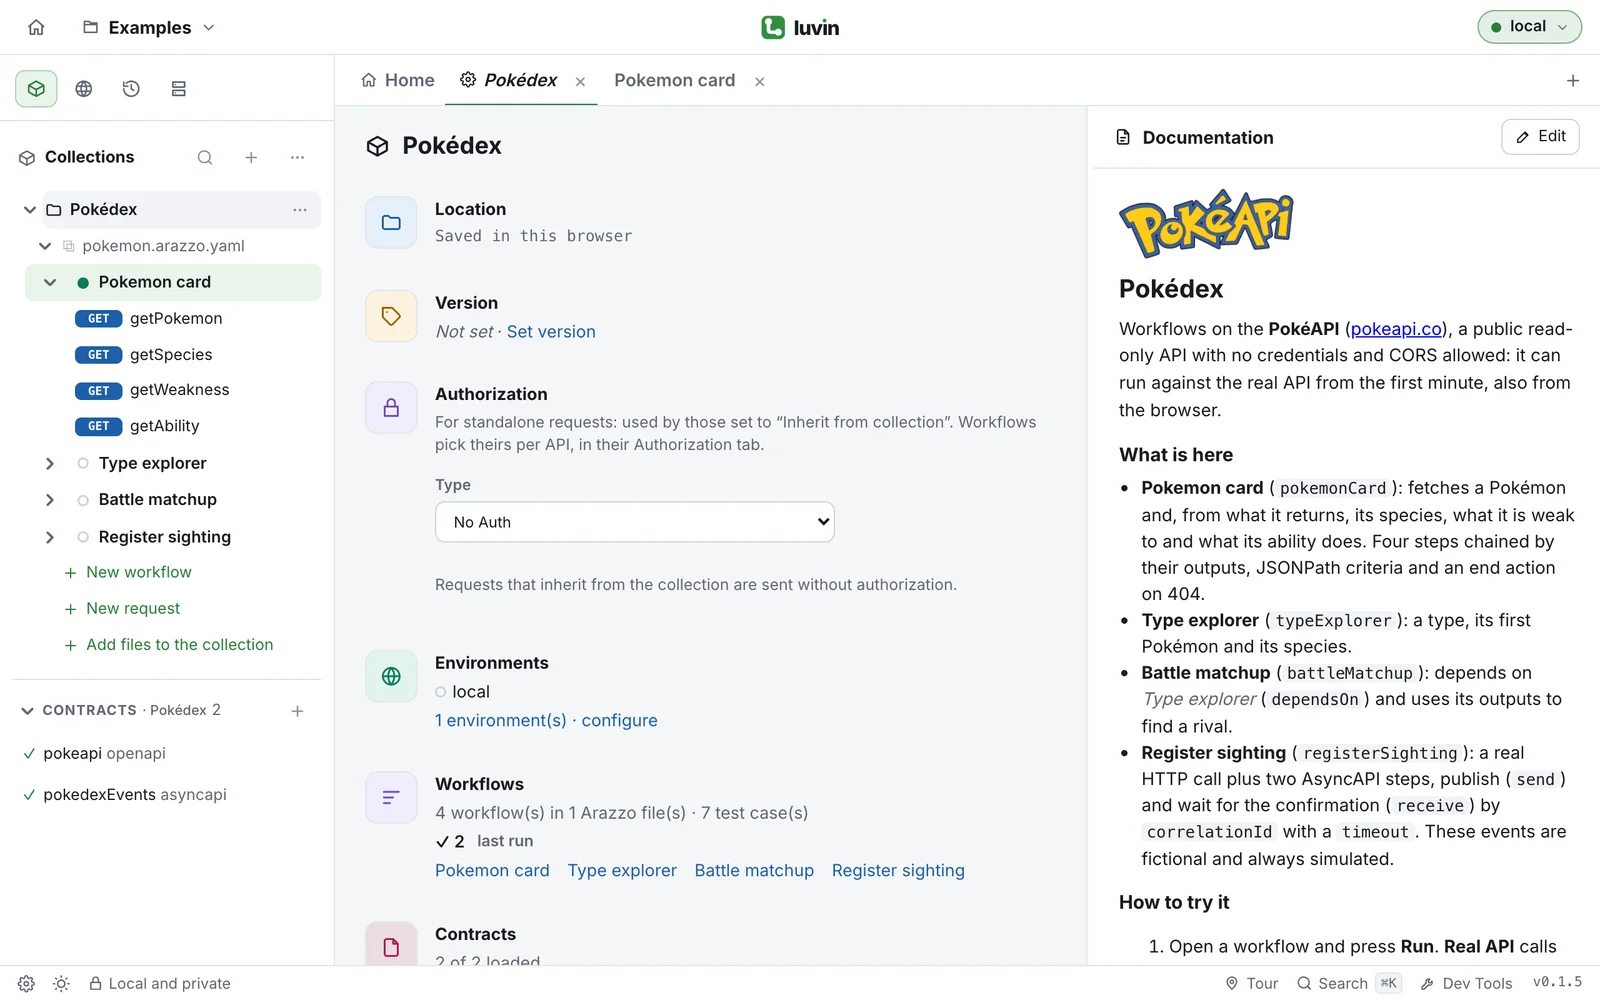 Examples
luvin
local
Home
Pokédex
Pokemon card
Collections
Pokédex
pokemon.arazzo.yaml
Pokemon card
GET getPokemon
GET getSpecies
GET getWeakness
GET getAbility
Type explorer
Battle matchup
Register sighting
+ New workflow
+ New request
+ Add files to the collection
CONTRACTS · Pokédex 2
pokeapi openapi
pokedexEvents asyncapi
Pokédex
Location
Saved in this browser
Version
Not set · Set version
Authorization
For standalone requests: used by those set to “Inherit from collection”. Workflows
pick theirs per API, in their Authorization tab.
Type
No Auth
Requests that inherit from the collection are sent without authorization.
Environments
local
1 environment(s) · configure
Workflows
4 workflow(s) in 1 Arazzo file(s) · 7 test case(s)
✓ 2 last run
Pokemon card Type explorer Battle matchup Register sighting
Contracts
2 of 2 loaded
Documentation
Edit
PokéAPi
Pokédex
Workflows on the PokéAPI (pokeapi.co), a public read-
only API with no credentials and CORS allowed: it can
run against the real API from the first minute, also from
the browser.
What is here
• Pokemon card ( pokemonCard ): fetches a Pokémon
and, from what it returns, its species, what it is weak
to and what its ability does. Four steps chained by
their outputs, JSONPath criteria and an end action
on 404.
• Type explorer ( typeExplorer ): a type, its first
Pokémon and its species.
• Battle matchup ( battleMatchup ): depends on
Type explorer ( dependsOn ) and uses its outputs to
find a rival.
• Register sighting ( registerSighting ): a real
HTTP call plus two AsyncAPI steps, publish ( send )
and wait for the confirmation ( receive ) by
correlationId with a timeout . These events are
fictional and always simulated.
How to try it
1. Open a workflow and press Run. Real API calls
Local and private
Tour
Search ⌘K
Dev Tools
v0.1.5